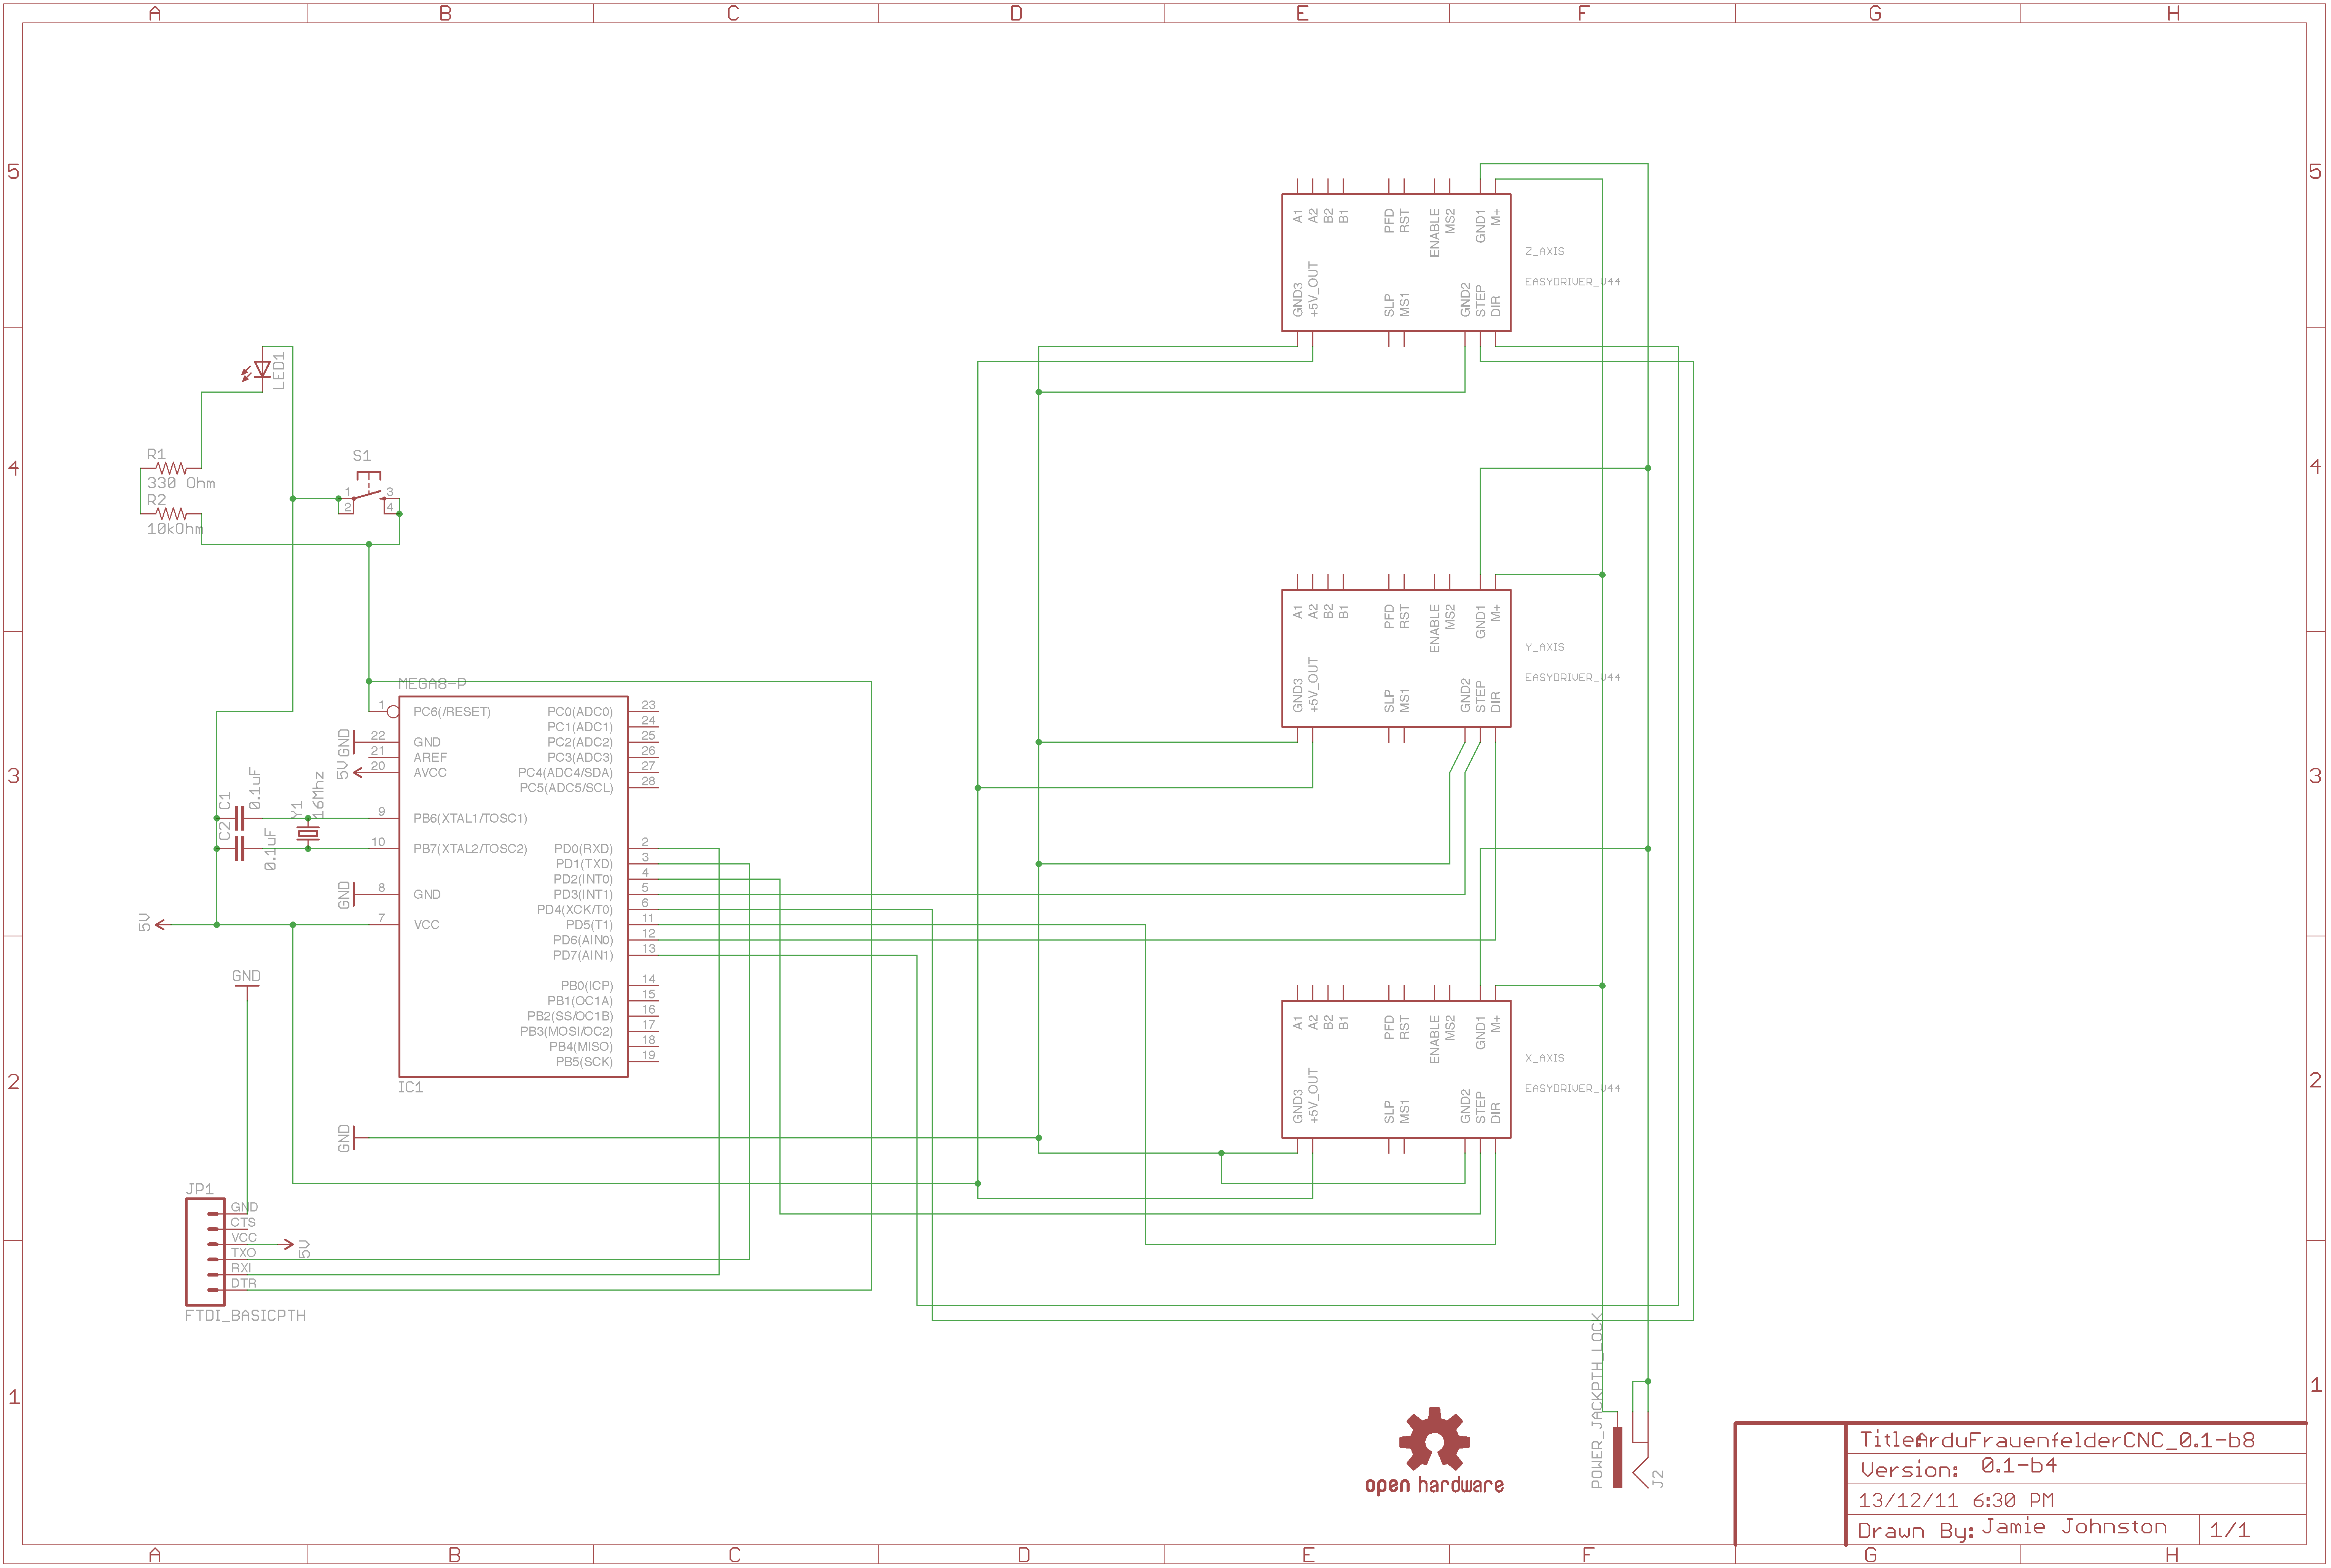 A B C D E F G H
5 5
A1 A2 B2 B1 PFD RST ENABLE MS2 GND1 M+
Z_AXIS
EASYDRIVER_V44
GND3 +5V_OUT SLP MS1 GND2 STEP DIR
LED1
4 4
R1
330 Ohm
R2
10kOhm
S1
1 3
2 4
A1 A2 B2 B1 PFD RST ENABLE MS2 GND1 M+
Y_AXIS
EASYDRIVER_V44
GND3 +5V_OUT SLP MS1 GND2 STEP DIR
3 3
MEGA8-P
1 PC6(/RESET) PC0(ADC0) 23
PC1(ADC1) 24
GND 22 GND PC2(ADC2) 25
21 AREF PC3(ADC3) 26
5V 20 AVCC PC4(ADC4/SDA) 27
PC5(ADC5/SCL) 28
C1 0.1uF Y1 16Mhz
9 PB6(XTAL1/TOSC1)
C2 0.1uF
10 PB7(XTAL2/TOSC2) PD0(RXD) 2
PD1(TXD) 3
PD2(INT0) 4
GND 8 GND PD3(INT1) 5
PD4(XCK/T0) 6
5V 7 VCC PD5(T1) 11
PD6(AIN0) 12
PD7(AIN1) 13
GND
PB0(ICP) 14
PB1(OC1A) 15
PB2(SS/OC1B) 16
PB3(MOSI/OC2) 17
PB4(MISO) 18
PB5(SCK) 19
IC1
2 2
A1 A2 B2 B1 PFD RST ENABLE MS2 GND1 M+
X_AXIS
EASYDRIVER_V44
GND3 +5V_OUT SLP MS1 GND2 STEP DIR
GND
JP1
GND
CTS
VCC 5V
TXO
RXI
DTR
FTDI_BASICPTH
1 1
POWER_JACKPTH_LOCK
J2
open hardware
Title: ArduFrauenfelderCNC_0.1-b8
Version: 0.1-b4
13/12/11 6:30 PM
Drawn By: Jamie Johnston 1/1
A B C D E F G H